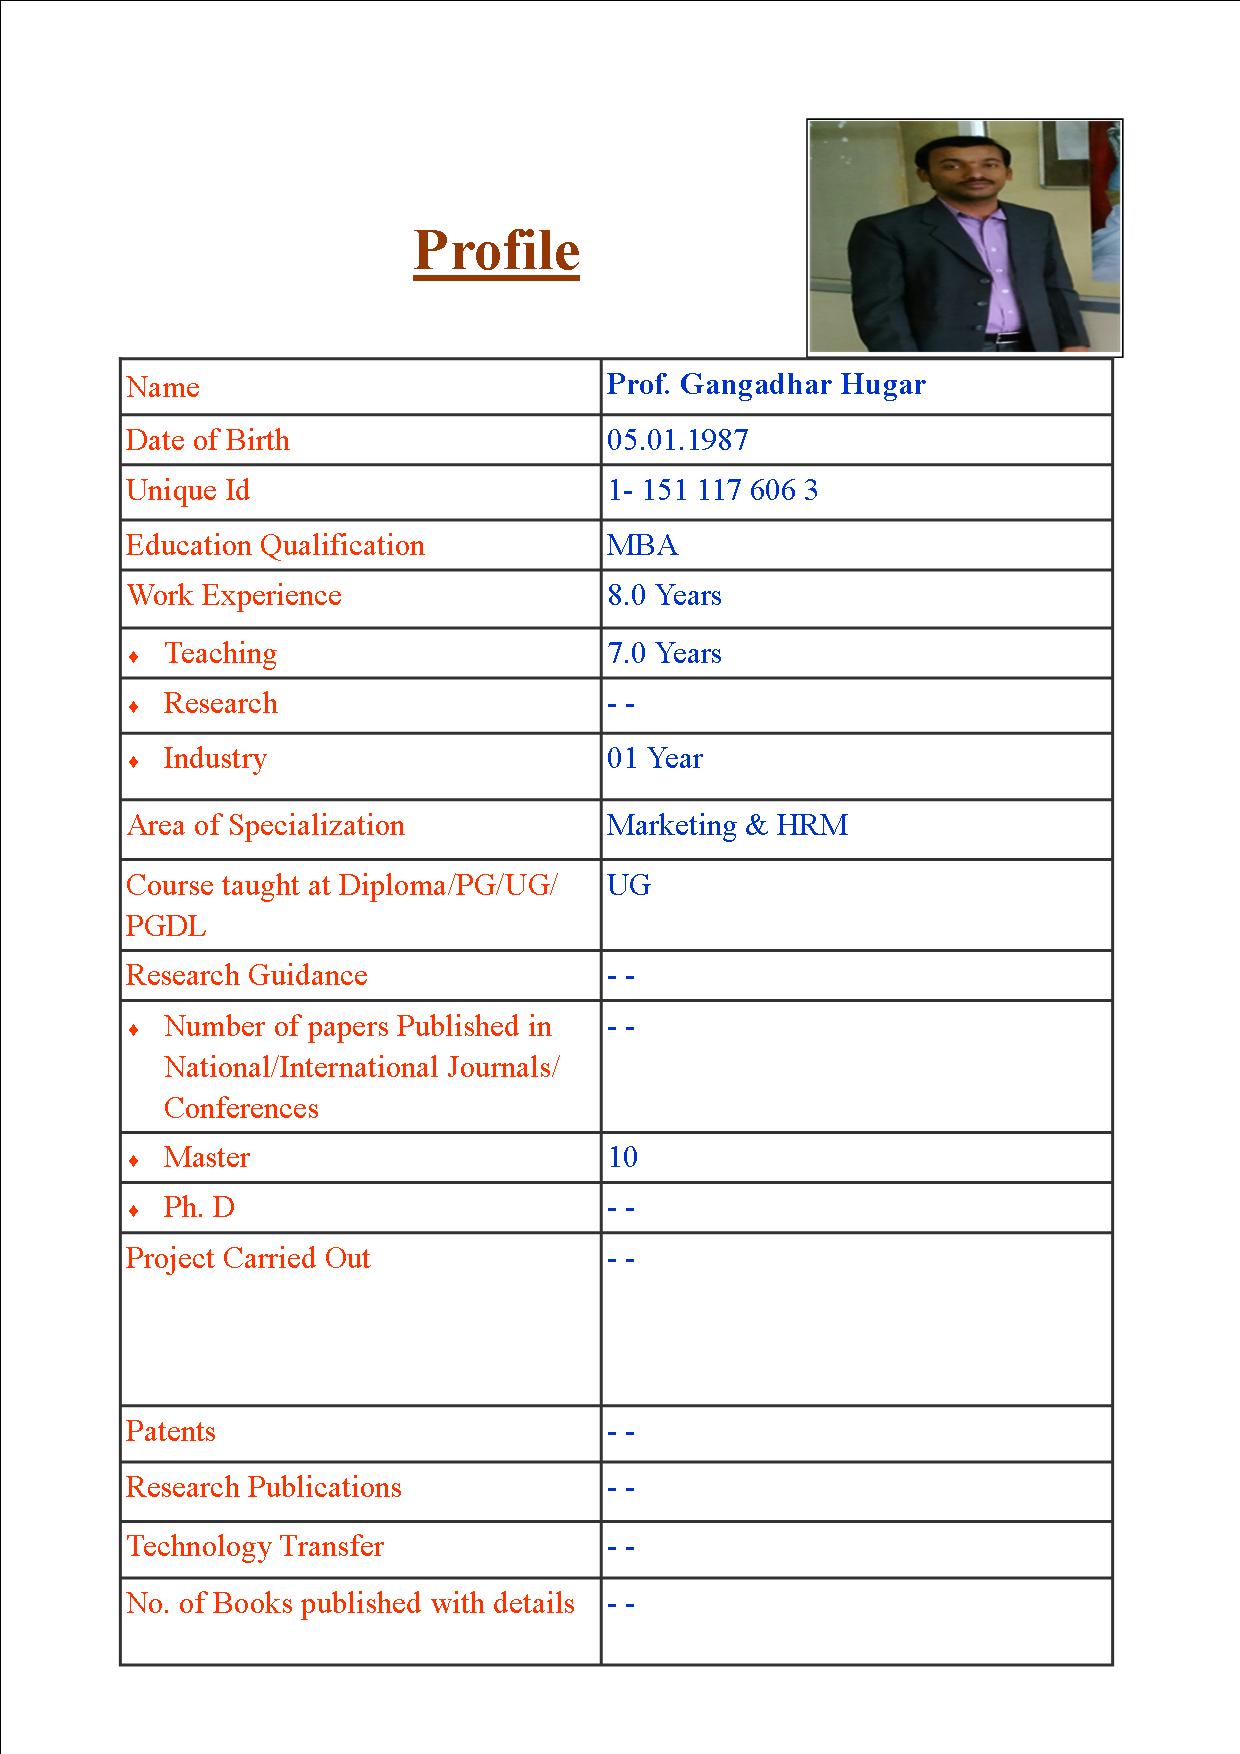 Profile
Name Prof. Gangadhar Hugar
Date of Birth 05.01.1987
Unique Id 1- 151 117 606 3
Education Qualification MBA
Work Experience 8.0 Years
♦ Teaching 7.0 Years
♦ Research - -
♦ Industry 01 Year
Area of Specialization Marketing & HRM
Course taught at Diploma/PG/UG/ UG
PGDL
Research Guidance - -
♦ Number of papers Published in - -
National/International Journals/
Conferences
♦ Master 10
♦ Ph. D - -
Project Carried Out - -
Patents - -
Research Publications - -
Technology Transfer - -
No. of Books published with details - -